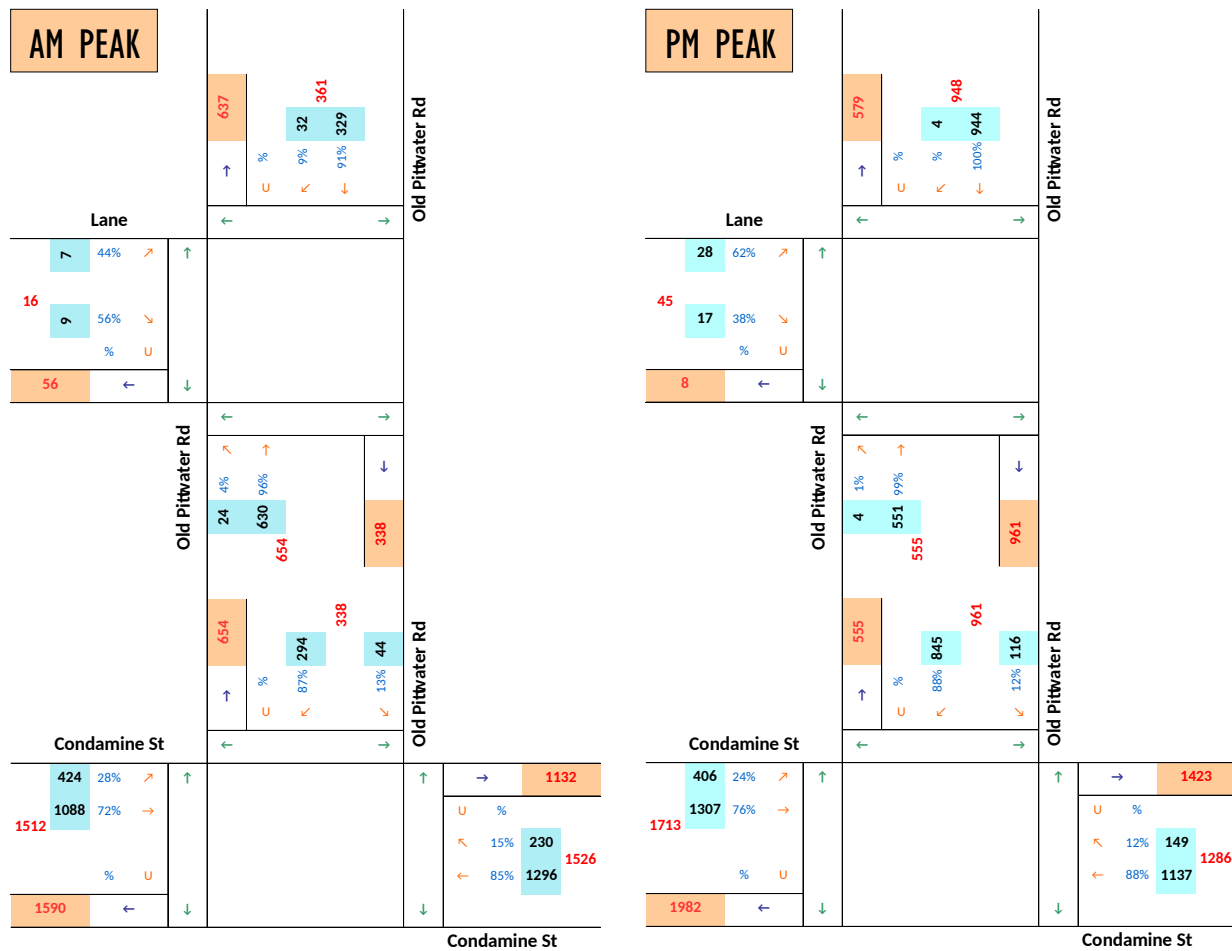 AM PEAK
637
361
32 329
% 9% 91%
↑ U ↙ ↓
Old Pittwater Rd
Lane
← →
7 44% ↗ ↑
16
9 56% ↘
% U
56 ← ↓
← →
↖ ↑
4% 96%
↓
24 630
654
338
Old Pittwater Rd
654
338
294 44
% 87% 13%
↑ U ↙ ↘
Old Pittwater Rd
Condamine St
← →
424 28% ↗ ↑
1088 72% →
1512
% U
1590 ← ↓
↑ → 1132
U %
↖ 15% 230
1526
← 85% 1296
↓
Condamine St
PM PEAK
579
948
4 944
% % 100%
↑ U ↙ ↓
Old Pittwater Rd
Lane
← →
28 62% ↗ ↑
45
17 38% ↘
% U
8 ← ↓
← →
↖ ↑
1% 99%
↓
4 551
555
961
Old Pittwater Rd
555
961
845 116
% 88% 12%
↑ U ↙ ↘
Old Pittwater Rd
Condamine St
← →
406 24% ↗ ↑
1307 76% →
1713
% U
1982 ← ↓
↑ → 1423
U %
↖ 12% 149
1286
← 88% 1137
↓
Condamine St